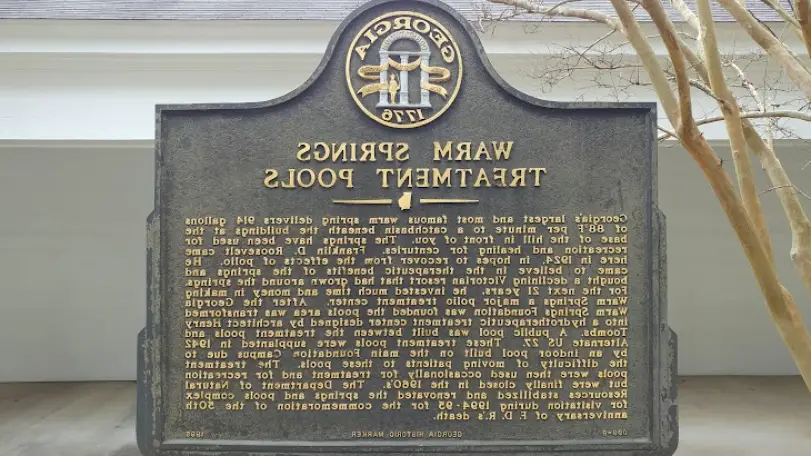 GEORGIA
1776
WARM SPRINGS
TREATMENT POOLS
Georgia's largest and most famous warm spring delivers 914 gallons
of 88°F per minute to a catchbasin beneath the buildings at the
base of the hill in front of you. The springs have been used for
recreation and healing for centuries. Franklin D. Roosevelt came
here in 1924, in hopes to recover from the effects of polio. He
came to believe in the therapeutic benefits of the springs and
bought a declining Victorian resort that had grown around the springs.
For the next 21 years, he invested much time and money in making
Warm Springs a major polio treatment center. After the Georgia
Warm Springs Foundation was founded the pools area was transformed
into a hydrotherapeutic treatment center designed by architect Henry
Toombs. A public pool was built between the treatment pools and
Alternate US 27. These treatment pools were supplanted in 1942
by an indoor pool built on the main Foundation Campus due to
the difficulty of moving patients to these pools. The treatment
pools were then used occasionally for treatment and for recreation
but were finally closed in the 1960's. The Department of Natural
Resources stabilized and renovated the springs and pools complex
for visitation during 1994-95 for the commemoration of the 50th
anniversary of F. D. R.'s death.
GEORGIA HISTORIC MARKER